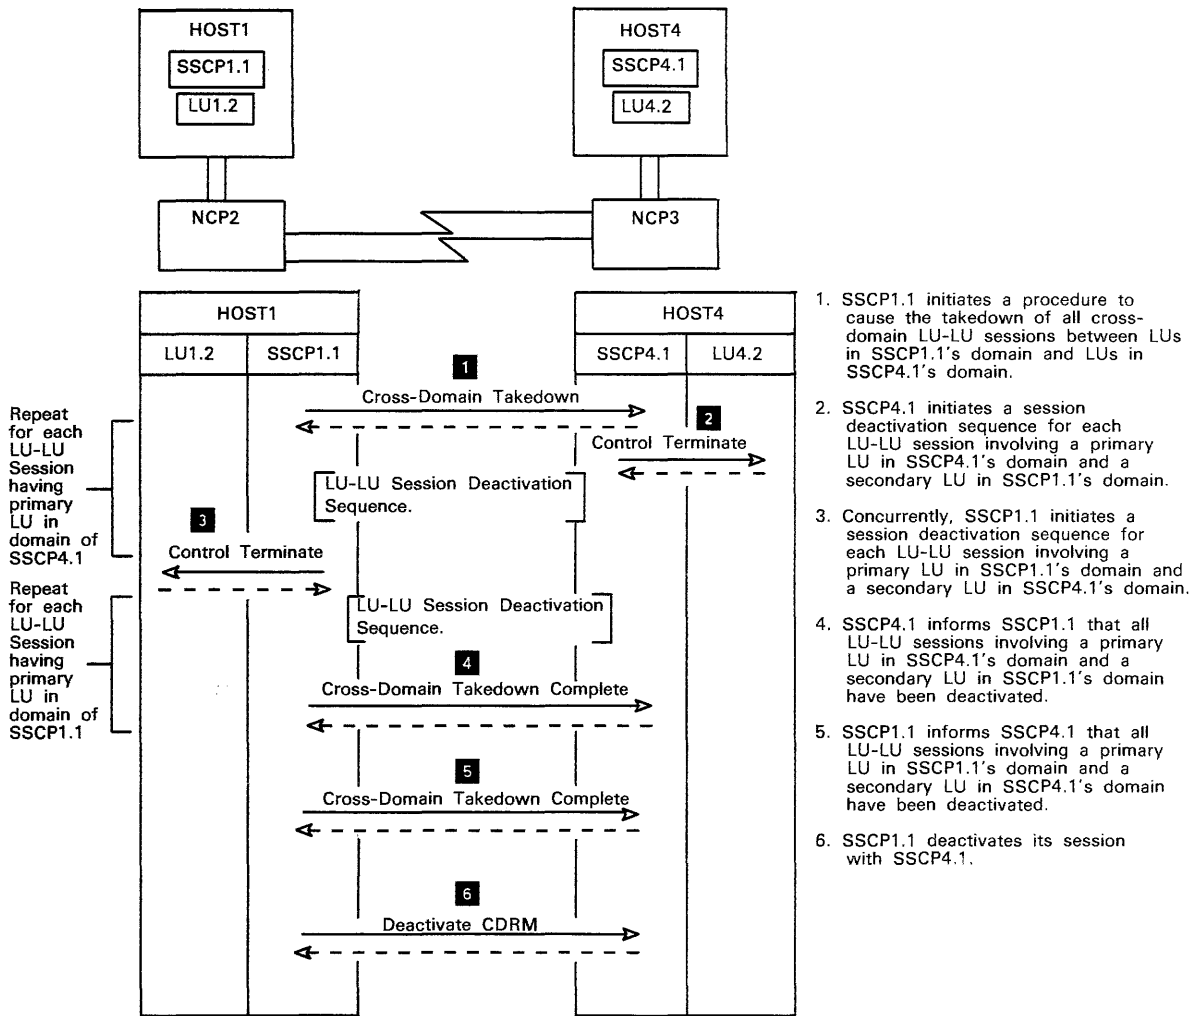 HOST1
SSCP1.1
LU1.2
HOST4
SSCP4.1
LU4.2
NCP2
NCP3
HOST1
HOST4
LU1.2
SSCP1.1
SSCP4.1
LU4.2
1
Cross-Domain Takedown
2
Control Terminate
Repeat
for each
LU-LU
Session
having
primary
LU in
domain of
SSCP4.1
LU-LU Session Deactivation
Sequence.
3
Control Terminate
Repeat
for each
LU-LU
Session
having
primary
LU in
domain of
SSCP1.1
LU-LU Session Deactivation
Sequence.
4
Cross-Domain Takedown Complete
5
Cross-Domain Takedown Complete
6
Deactivate CDRM
1. SSCP1.1 initiates a procedure to
cause the takedown of all cross-
domain LU-LU sessions between LUs
in SSCP1.1's domain and LUs in
SSCP4.1's domain.
2. SSCP4.1 initiates a session
deactivation sequence for each
LU-LU session involving a primary
LU in SSCP4.1's domain and a
secondary LU in SSCP1.1's domain.
3. Concurrently, SSCP1.1 initiates a
session deactivation sequence for
each LU-LU session involving a
primary LU in SSCP1.1's domain and
a secondary LU in SSCP4.1's domain.
4. SSCP4.1 informs SSCP1.1 that all
LU-LU sessions involving a primary
LU in SSCP4.1's domain and a
secondary LU in SSCP1.1's domain
have been deactivated.
5. SSCP1.1 informs SSCP4.1 that all
LU-LU sessions involving a primary
LU in SSCP1.1's domain and a
secondary LU in SSCP4.1's domain
have been deactivated.
6. SSCP1.1 deactivates its session
with SSCP4.1.